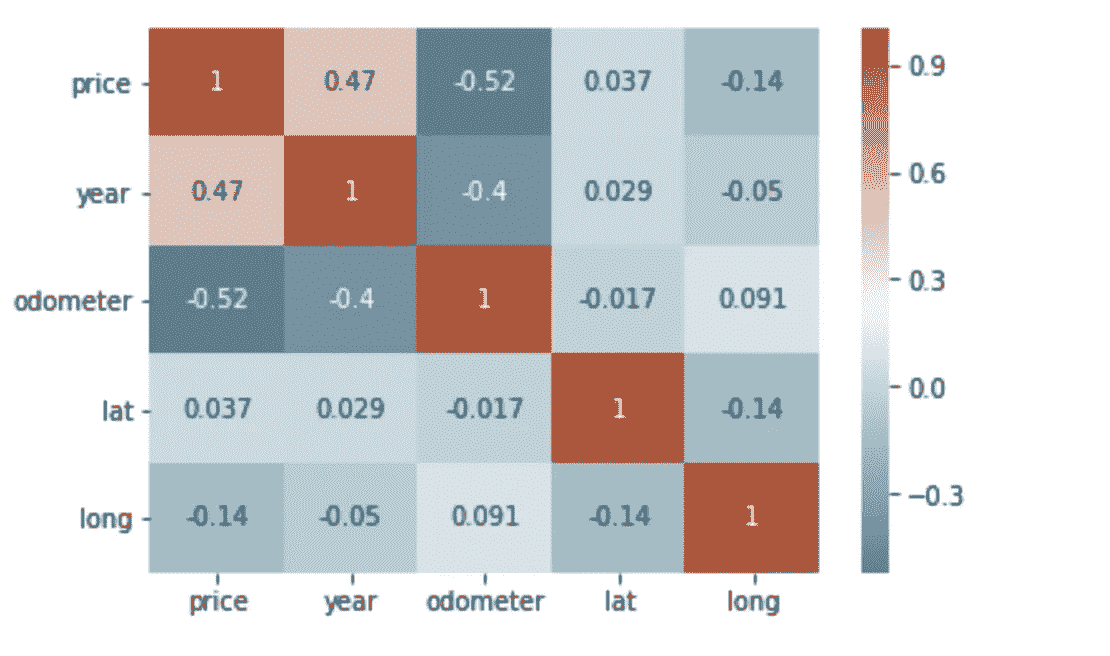 price 1 0.47 -0.52 0.037 -0.14
year 0.47 1 -0.4 0.029 -0.05
odometer -0.52 -0.4 1 -0.017 0.091
lat 0.037 0.029 -0.017 1 -0.14
long -0.14 -0.05 0.091 -0.14 1
price year odometer lat long
0.9
0.6
0.3
0.0
−0.3